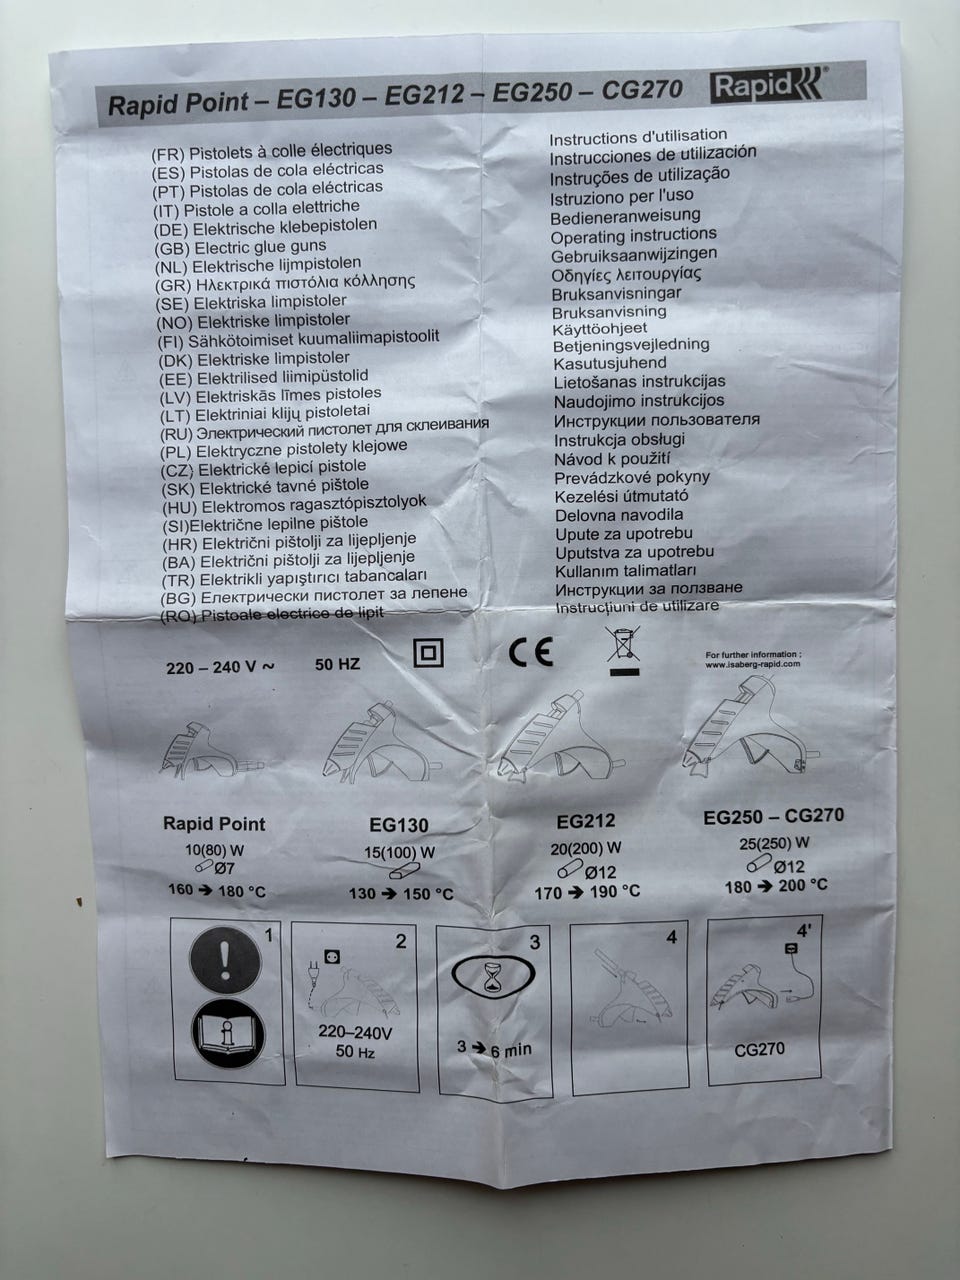 Rapid Point – EG130 – EG212 – EG250 – CG270
Rapid®
(FR) Pistolets à colle électriques
(ES) Pistolas de cola eléctricas
(PT) Pistolas de cola eléctricas
(IT) Pistole a colla elettriche
(DE) Elektrische klebepistolen
(GB) Electric glue guns
(NL) Elektrische lijmpistolen
(GR) Ηλεκτρικά πιστόλια κόλλησης
(SE) Elektriska limpistoler
(NO) Elektriske limpistoler
(FI) Sähkötoimiset kuumaliimapistoolit
(DK) Elektriske limpistoler
(EE) Elektrilised liimipüstolid
(LV) Elektriskās līmes pistoles
(LT) Elektriniai klijų pistoletai
(RU) Электрический пистолет для склеивания
(PL) Elektryczne pistolety klejowe
(CZ) Elektrické lepicí pistole
(SK) Elektrické tavné pištole
(HU) Elektromos ragasztópisztolyok
(SI)Električne lepilne pištole
(HR) Električni pištolji za lijepljenje
(BA) Električni pištolji za lijepljenje
(TR) Elektrikli yapıştırıcı tabancaları
(BG) Електрически пистолет за лепене
(RO) Pistoale electrice de lipit
Instructions d'utilisation
Instrucciones de utilización
Instruções de utilização
Istruziono per l'uso
Bedieneranweisung
Operating instructions
Gebruiksaanwijzingen
Οδηγίες λειτουργίας
Bruksanvisningar
Bruksanvisning
Käyttöohjeet
Betjeningsvejledning
Kasutusjuhend
Lietošanas instrukcijas
Naudojimo instrukcijos
Инструкции пользователя
Instrukcja obsługi
Návod k použití
Prevádzkové pokyny
Kezelési útmutató
Delovna navodila
Upute za upotrebu
Uputstva za upotrebu
Kullanım talimatları
Инструкции за ползване
Instrucțiuni de utilizare
220 – 240 V ~ 50 HZ
CE
For further information :
www.isaberg-rapid.com
Rapid Point
10(80) W
Ø7
160 ➔ 180 °C
EG130
15(100) W
130 ➔ 150 °C
EG212
20(200) W
Ø12
170 ➔ 190 °C
EG250 – CG270
25(250) W
Ø12
180 ➔ 200 °C
1
!
i
2
220–240V
50 Hz
3
3 ➔ 6 min
4
4'
CG270